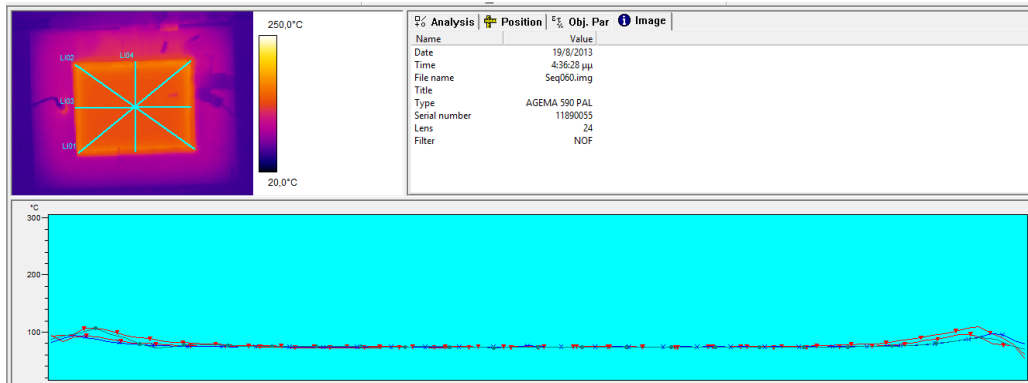 250,0°C
LI02
LI04
LI03
LI01
20,0°C
Analysis Position Obj. Par Image
Name Value
Date 19/8/2013
Time 4:36:28 μμ
File name Seq060.img
Title
Type AGEMA 590 PAL
Serial number 11890055
Lens 24
Filter NOF
°C
300
200
100